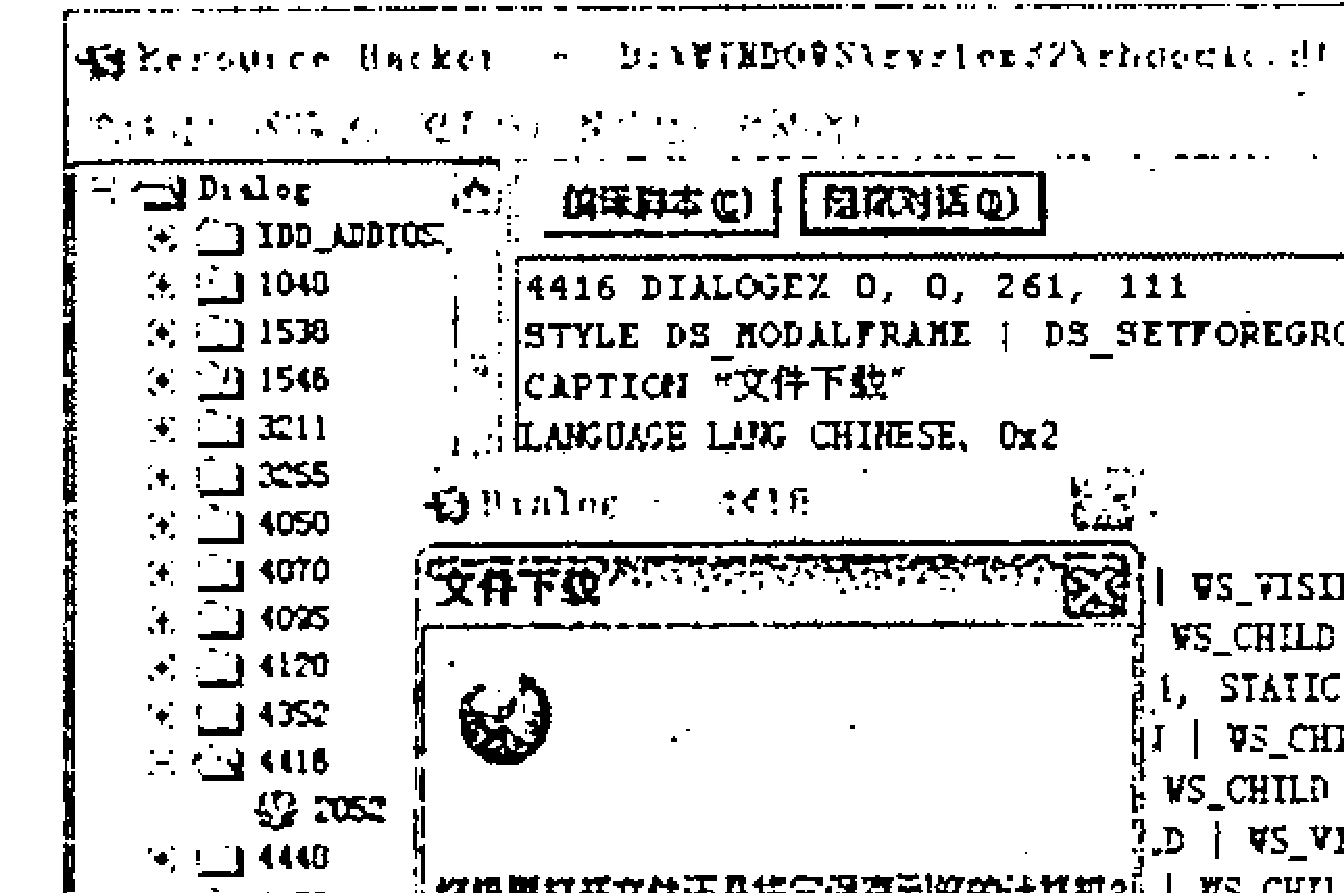 Resource Hacker - D:\WINDOWS\system32\shdoclc.dl
Dialog
IDD_ADDTOS
1040
1538
1546
3211
3255
4050
4070
4095
4120
4352
4416
2052
4440
编译脚本(C)
隐藏对话(Q)
4416 DIALOGEX 0, 0, 261, 111
STYLE DS_MODALFRAME | DS_SETFOREGRO
CAPTION "文件下载"
LANGUAGE LANG_CHINESE, 0x2
Dialog - 4416
文件下载
| WS_VISI
WS_CHILD
1, STATIC
| WS_CHI
WS_CHILD
D | WS_VI
| WS_CHIL